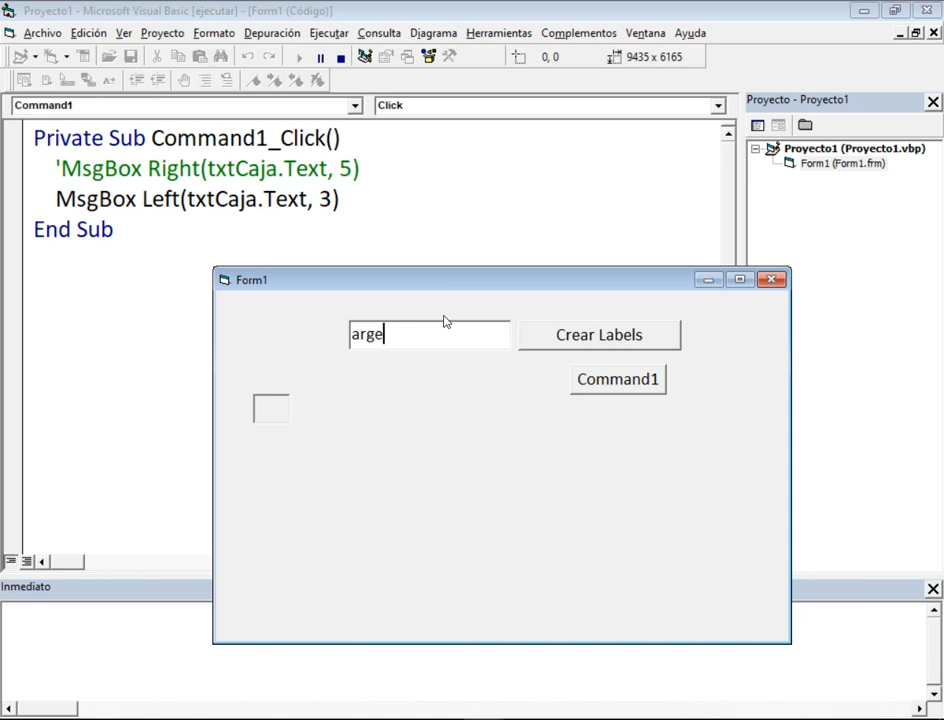 Proyecto1 - Microsoft Visual Basic [ejecutar] - [Form1 (Código)]
Archivo Edición Ver Proyecto Formato Depuración Ejecutar Consulta Diagrama Herramientas Complementos Ventana Ayuda
0, 0 9435 x 6165
Command1 Click
Proyecto - Proyecto1
Private Sub Command1_Click()
'MsgBox Right(txtCaja.Text, 5)
MsgBox Left(txtCaja.Text, 3)
End Sub
Proyecto1 (Proyecto1.vbp)
Form1 (Form1.frm)
Form1
arge Crear Labels
Command1
Inmediato